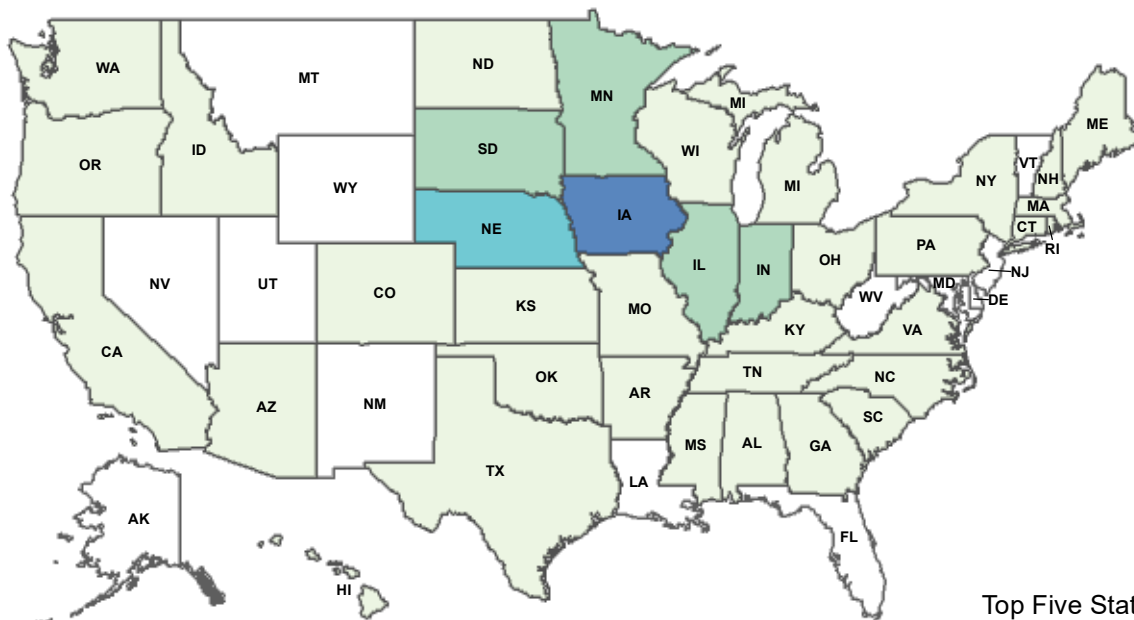 WA
MT
ND
MN
MI
ME
OR
ID
SD
WI
VT
NH
NY
WY
MI
MA
CT
RI
NE
IA
PA
NV
UT
CO
IL
IN
OH
NJ
MD
DE
WV
KS
MO
KY
VA
CA
AZ
NM
OK
AR
TN
NC
SC
MS
AL
GA
TX
LA
AK
FL
HI
Top Five Stat